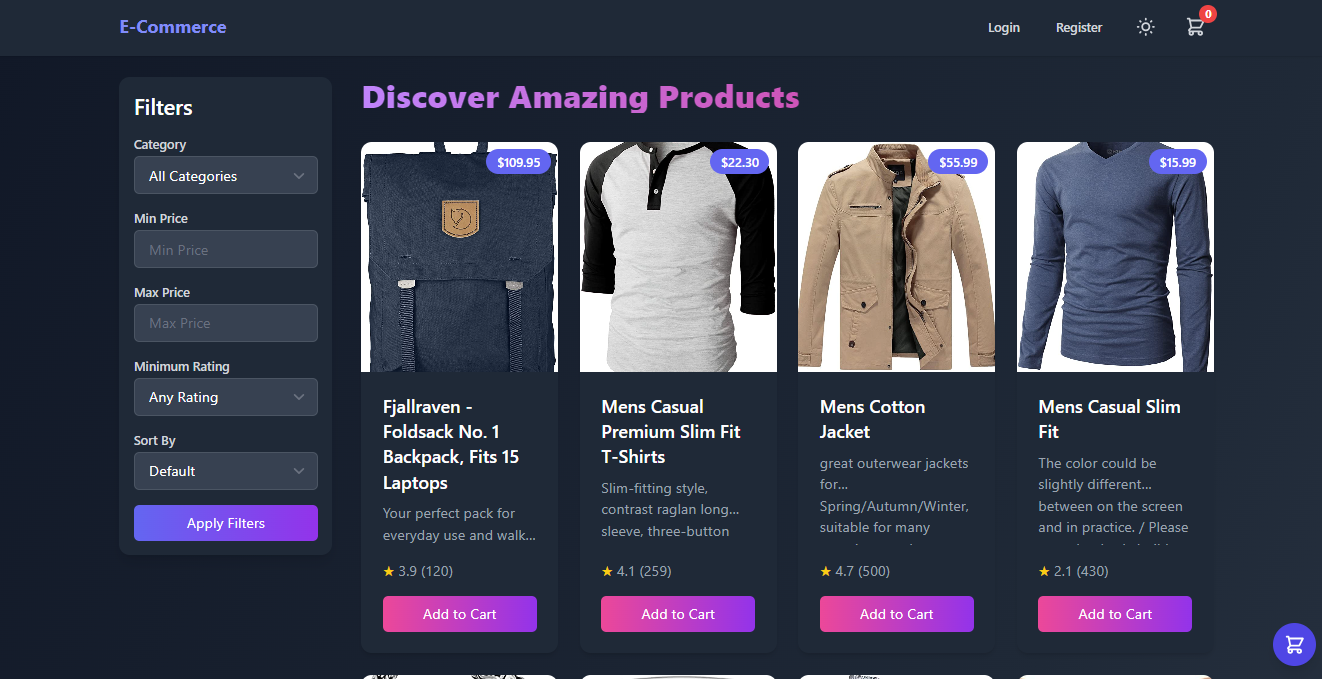 E-Commerce
Login
Register
0
Filters
Category
All Categories
Min Price
Min Price
Max Price
Max Price
Minimum Rating
Any Rating
Sort By
Default
Apply Filters
Discover Amazing Products
$109.95
Fjallraven -
Foldsack No. 1
Backpack, Fits 15
Laptops
Your perfect pack for
everyday use and walk...
★ 3.9 (120)
Add to Cart
$22.30
Mens Casual
Premium Slim Fit
T-Shirts
Slim-fitting style,
contrast raglan long...
sleeve, three-button
★ 4.1 (259)
Add to Cart
$55.99
Mens Cotton
Jacket
great outerwear jackets
for...
Spring/Autumn/Winter,
suitable for many
★ 4.7 (500)
Add to Cart
$15.99
Mens Casual Slim
Fit
The color could be
slightly different...
between on the screen
and in practice. / Please
★ 2.1 (430)
Add to Cart